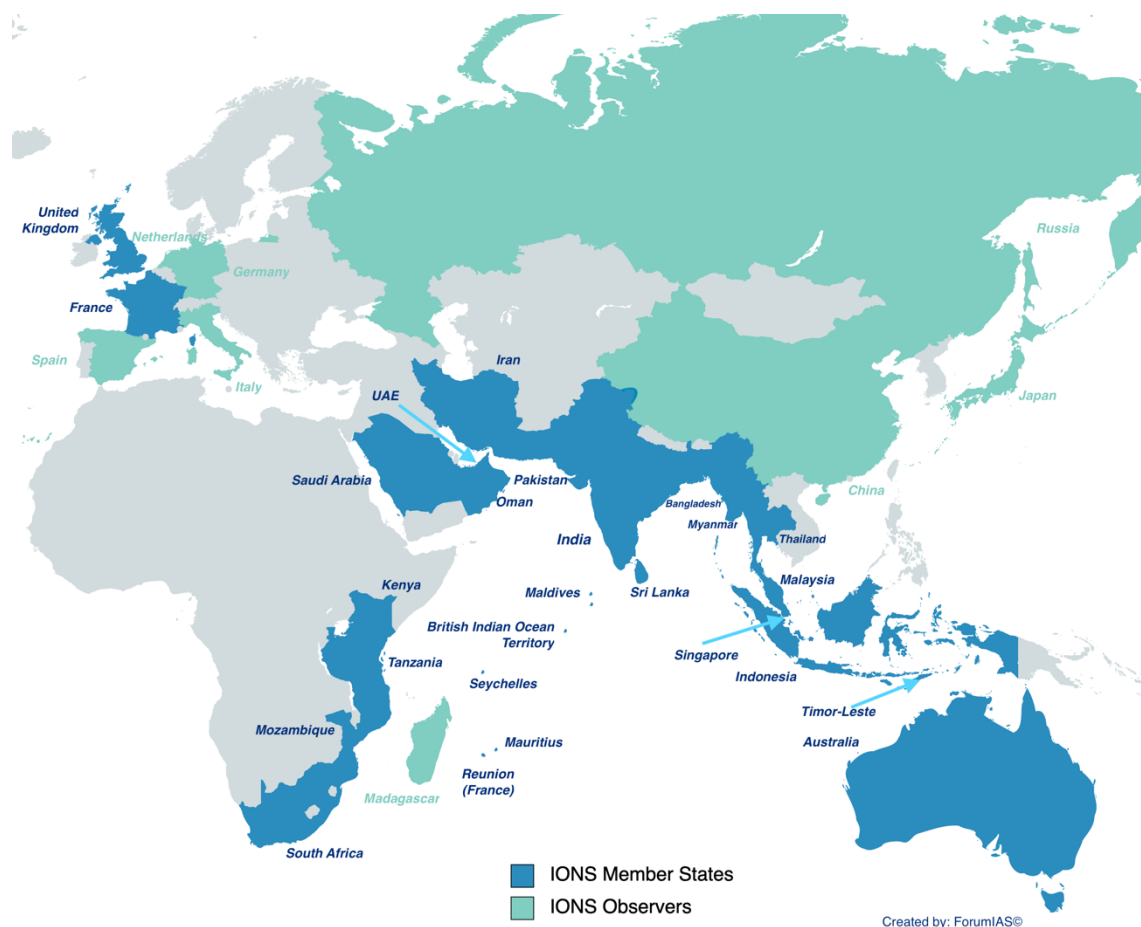 United
Kingdom
Netherlands
Russia
Germany
France
Spain
Iran
Italy
UAE
Japan
Saudi Arabia
Pakistan
Oman
China
Bangladesh
Myanmar
India
Thailand
Kenya
Malaysia
Maldives
Sri Lanka
British Indian Ocean
Territory
Singapore
Tanzania
Indonesia
Seychelles
Timor-Leste
Mozambique
Mauritius
Australia
Reunion
(France)
Madagascar
South Africa
IONS Member States
IONS Observers
Created by: ForumIAS©